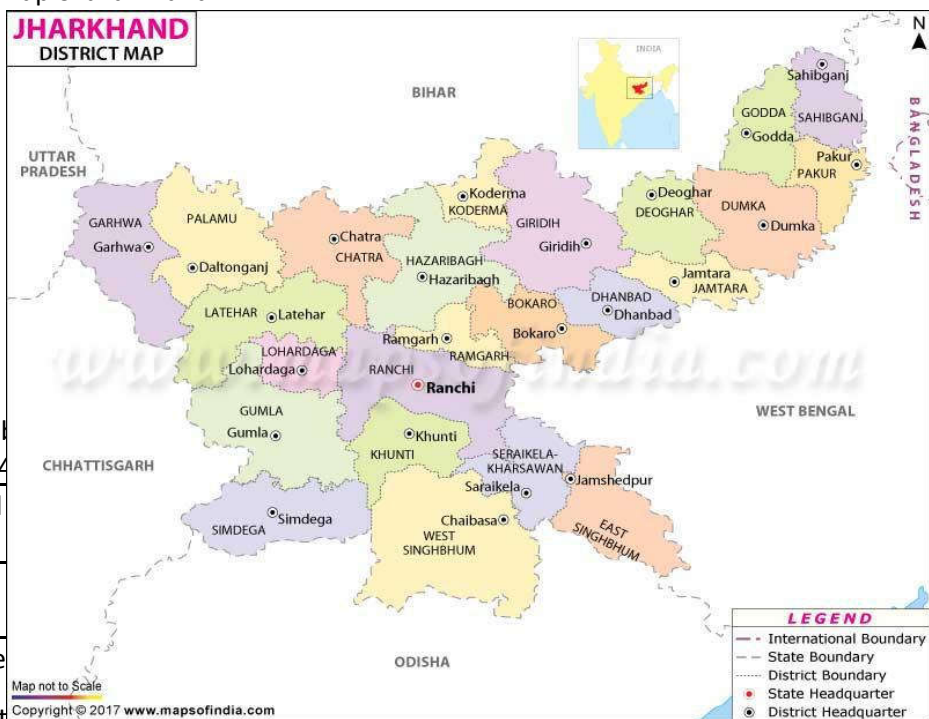 JHARKHAND
DISTRICT MAP
N
INDIA
BIHAR
UTTAR
PRADESH
BANGLADESH
Sahibganj
SAHIBGANJ
GODDA
Godda
Pakur
PAKUR
Koderma
KODERMA
GIRIDIH
Giridih
Deoghar
DEOGHAR
DUMKA
Dumka
GARHWA
Garhwa
PALAMU
Daltonganj
Chatra
CHATRA
HAZARIBAGH
Hazaribagh
Jamtara
JAMTARA
DHANBAD
Dhanbad
BOKARO
Bokaro
LATEHAR
Latehar
Ramgarh
RAMGARH
LOHARDAGA
Lohardaga
RANCHI
Ranchi
www.mapsofindia.com
GUMLA
Gumla
Khunti
KHUNTI
WEST BENGAL
CHHATTISGARH
SERAIKELA-
KHARSAWAN
Saraikela
Jamshedpur
Simdega
SIMDEGA
Chaibasa
WEST
SINGHBHUM
EAST
SINGHBHUM
ODISHA
LEGEND
International Boundary
State Boundary
District Boundary
State Headquarter
District Headquarter
Map not to Scale
Copyright © 2017 www.mapsofindia.com